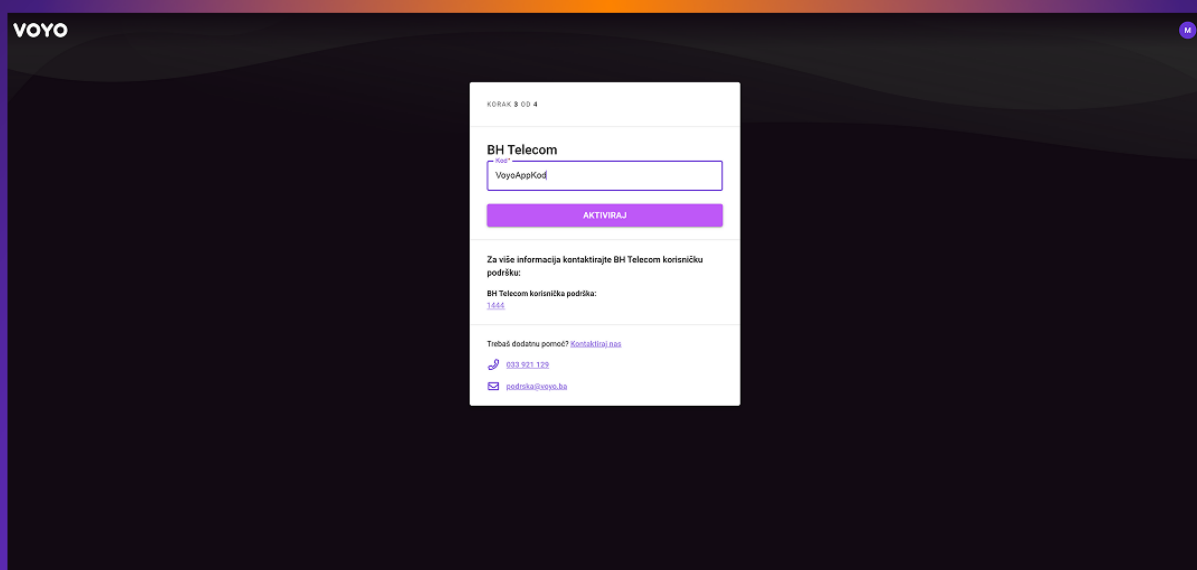 VOYO
M
KORAK 3 OD 4
BH Telecom
Kod*
VoyoAppKod
AKTIVIRAJ
Za više informacija kontaktirajte BH Telecom korisničku
podršku:
BH Telecom korisnička podrška:
1444
Trebaš dodatnu pomoć? Kontaktiraj nas
033 921 129
podrska@voyo.ba